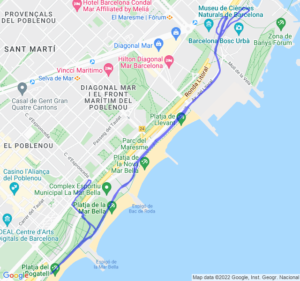 Hotel Barcelona Condal
Mar Affiliated by Meliá
PROVENÇALS
DEL POBLENOU
El Maresme | Fòrum
Museu de Ciències
Naturals de Barcelona
Diagonal Mar
Barcelona Bosc Urbà
Zona de
Banys Fòrum
SANT MARTÍ
Hilton Diagonal
Mar Barcelona
Vincci Marítimo
Selva de Mar
Ronda Litoral
Casal de Gent Gran
Quatre Cantons
DIAGONAL MAR
I EL FRONT
MARÍTIM DEL
POBLENOU
Platja de
Llevant
EL POBLENOU
Parc del
Maresme
Platja de
la Nova
Mar Bella
Casino l'Aliança
del Poblenou
Complex Esportiu
Municipal La Mar Bella
Platja de la
Mar Bella
IDEAL Centre d'Arts
Digitals de Barcelona
Platja del
Bogatell
Google
Map data ©2022 Google, Inst. Geogr. Nacional